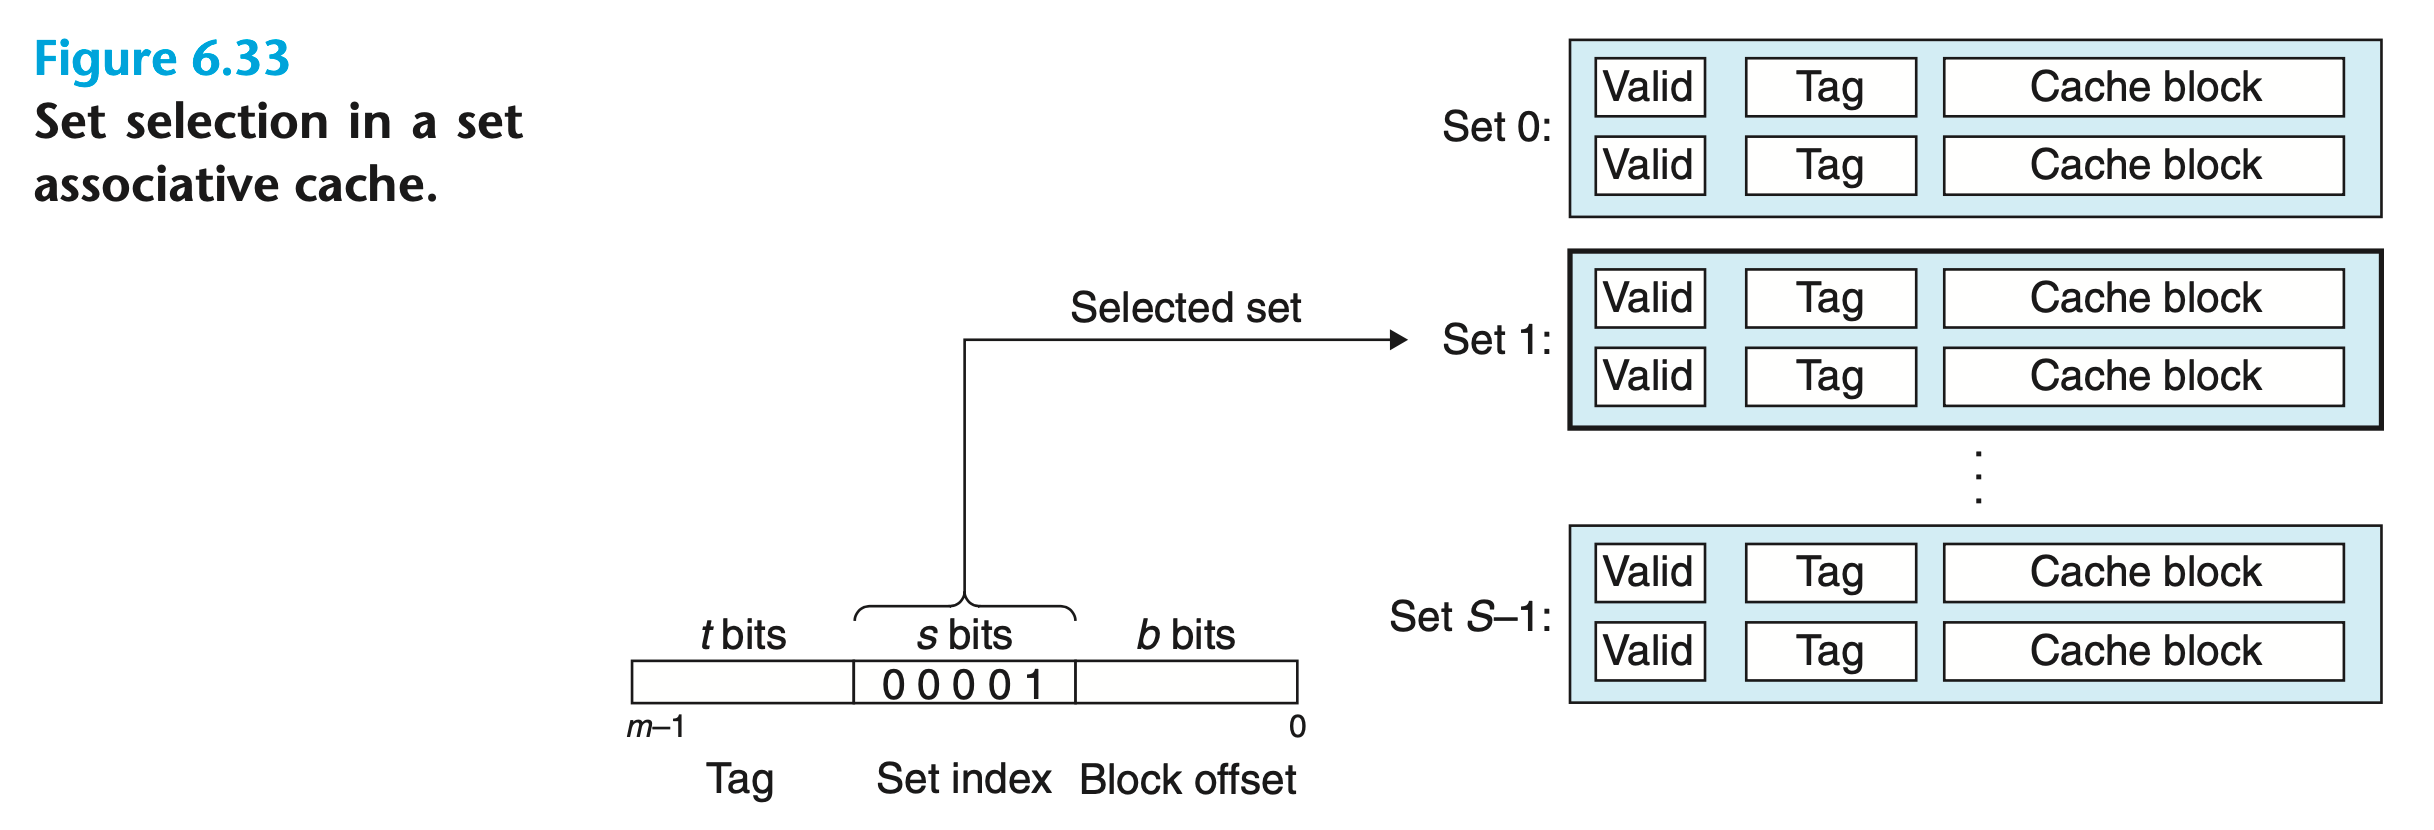 Figure 6.33
Set selection in a set
associative cache.
Set 0:
Valid Tag Cache block
Valid Tag Cache block
Selected set
Set 1:
Valid Tag Cache block
Valid Tag Cache block
Set S–1:
Valid Tag Cache block
Valid Tag Cache block
t bits s bits b bits
0 0 0 0 1
m–1 0
Tag Set index Block offset